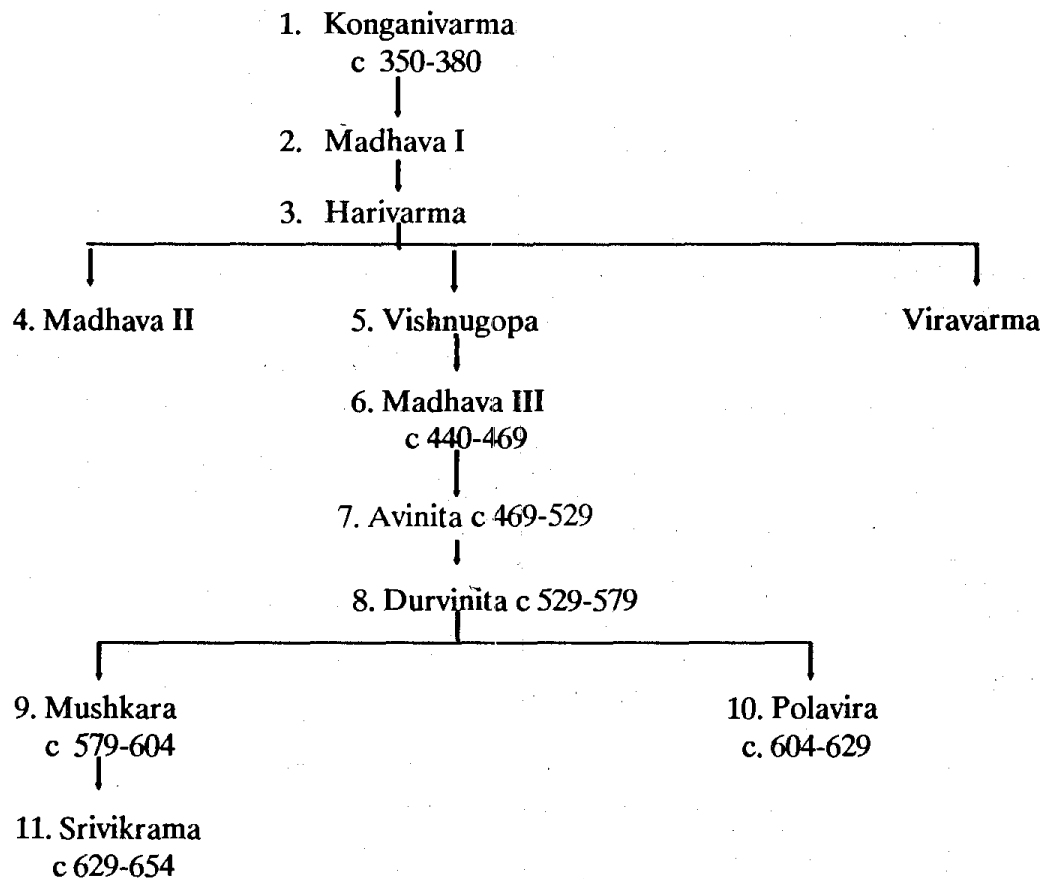 1. Konganivarma
c 350-380
2. Madhava I
3. Harivarma
4. Madhava II
5. Vishnugopa
Viravarma
6. Madhava III
c 440-469
7. Avinita c 469-529
8. Durvinita c 529-579
9. Mushkara
c 579-604
10. Polavira
c. 604-629
11. Srivikrama
c 629-654